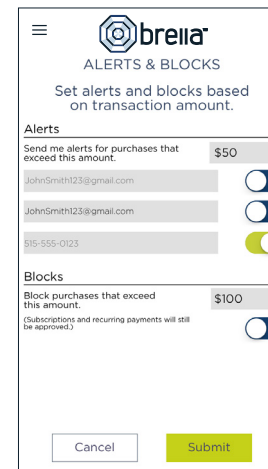 brella
ALERTS & BLOCKS
Set alerts and blocks based
on transaction amount.
Alerts
Send me alerts for purchases that
exceed this amount.
$50
JohnSmith123@gmail.com
JohnSmith123@gmail.com
515-555-0123
Blocks
Block purchases that exceed
this amount.
$100
(Subscriptions and recurring payments will still
be approved.)
Cancel
Submit